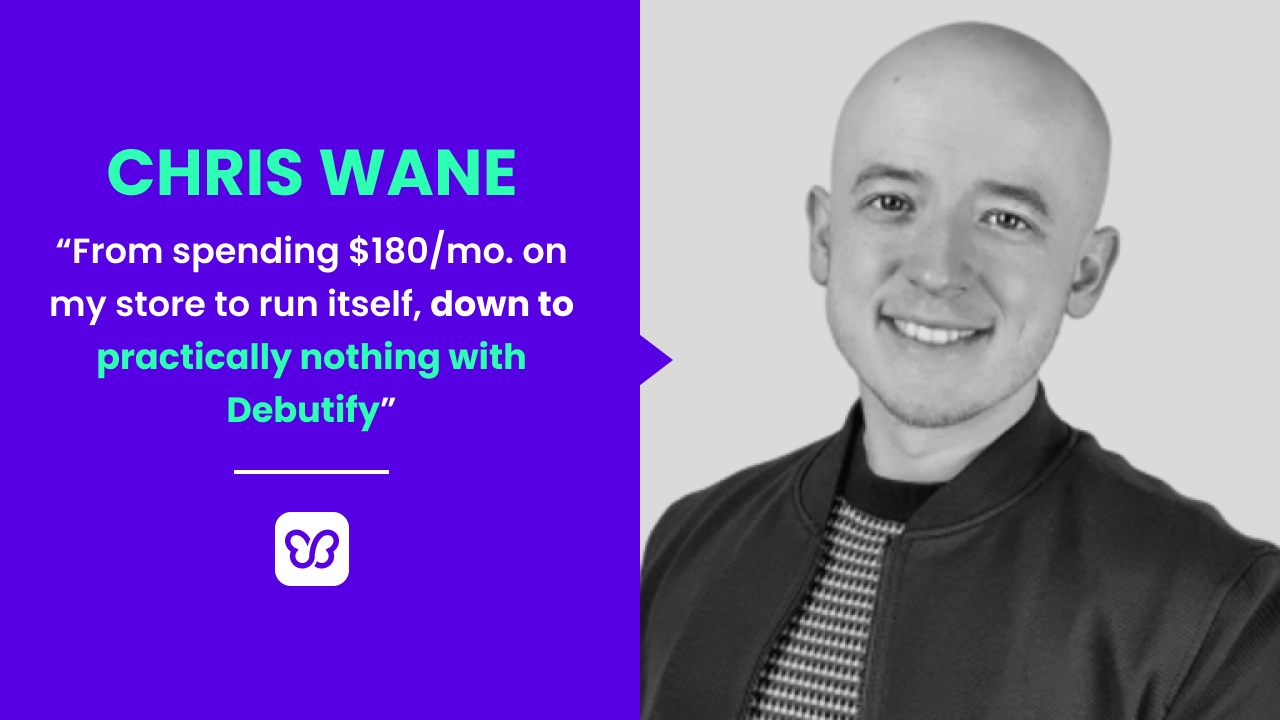 CHRIS WANE
“From spending $180/mo. on
my store to run itself, down to
practically nothing with
Debutify”